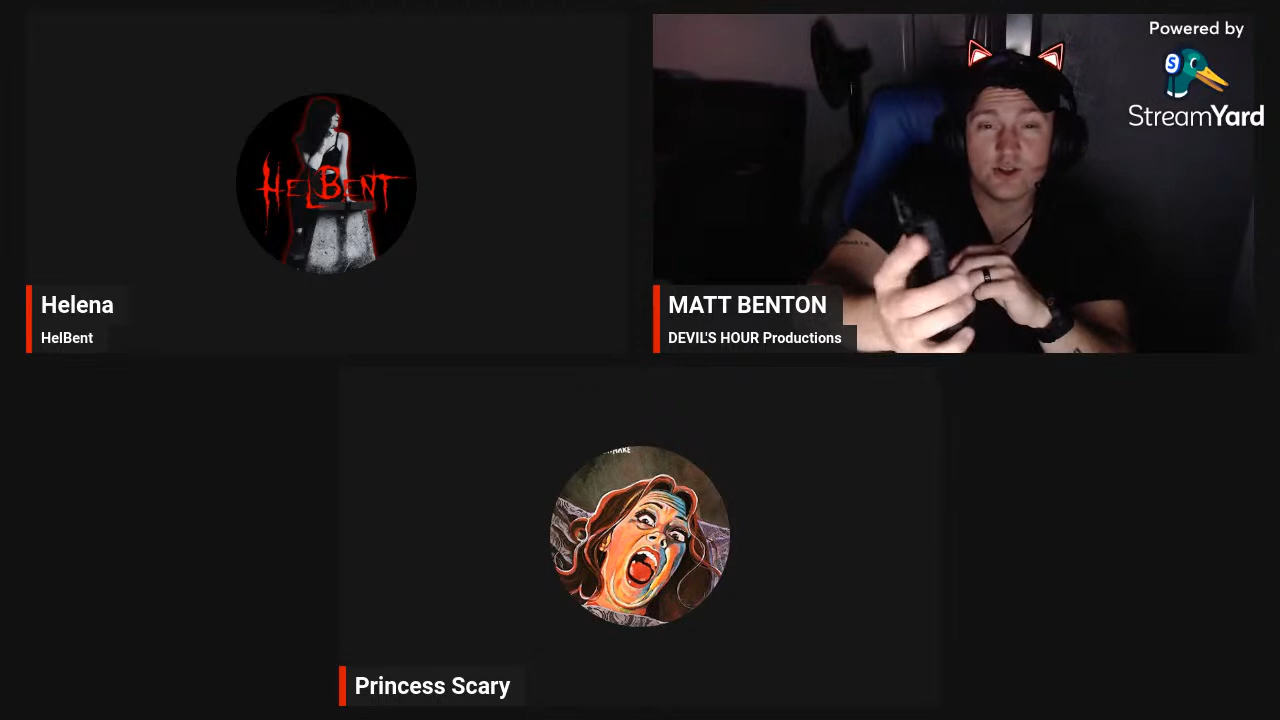 Powered by
StreamYard
HELBENT
Helena
HelBent
MATT BENTON
DEVIL'S HOUR Productions
Princess Scary